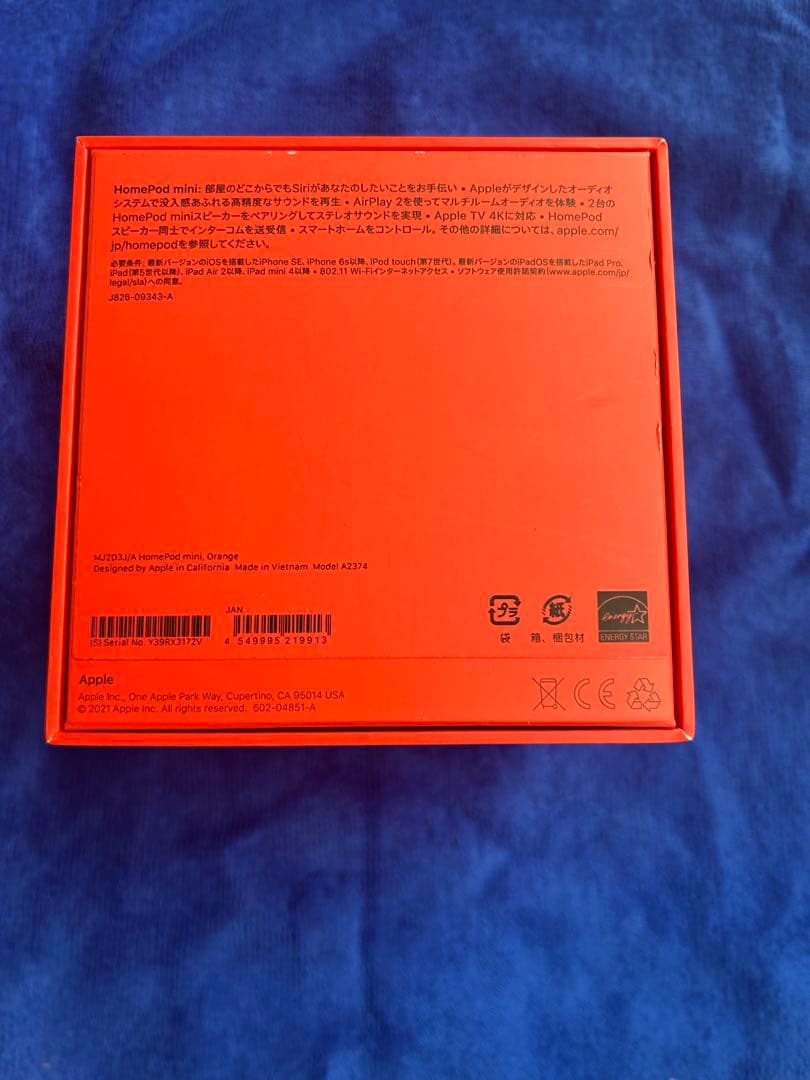 HomePod mini: 部屋のどこからでもSiriがあなたのしたいことをお手伝い • Appleがデザインしたオーディオ
システムで没入感あふれる高精度なサウンドを再生 • AirPlay 2を使ってマルチルームオーディオを体験 • 2台の
HomePod miniスピーカーをペアリングしてステレオサウンドを実現 • Apple TV 4Kに対応 • HomePod
スピーカー同士でインターコムを送受信 • スマートホームをコントロール。その他の詳細については、apple.com/
jp/homepodを参照してください。
必要条件: 最新バージョンのiOSを搭載したiPhone SE、iPhone 6s以降、iPod touch（第7世代）。最新バージョンのiPadOSを搭載したiPad Pro、
iPad（第5世代以降）、iPad Air 2以降、iPad mini 4以降 • 802.11 Wi-Fiインターネットアクセス • ソフトウェア使用許諾契約（www.apple.com/jp/
legal/sla）への同意。
J826-09343-A
MJ2D3J/A HomePod mini, Orange
Designed by Apple in California Made in Vietnam Model A2374
JAN
(S) Serial No. Y39RX3172V
4 549995 219913
プラ
袋
紙
箱、梱包材
energy
ENERGY STAR
Apple
Apple Inc., One Apple Park Way, Cupertino, CA 95014 USA
© 2021 Apple Inc. All rights reserved. 602-04851-A
CE